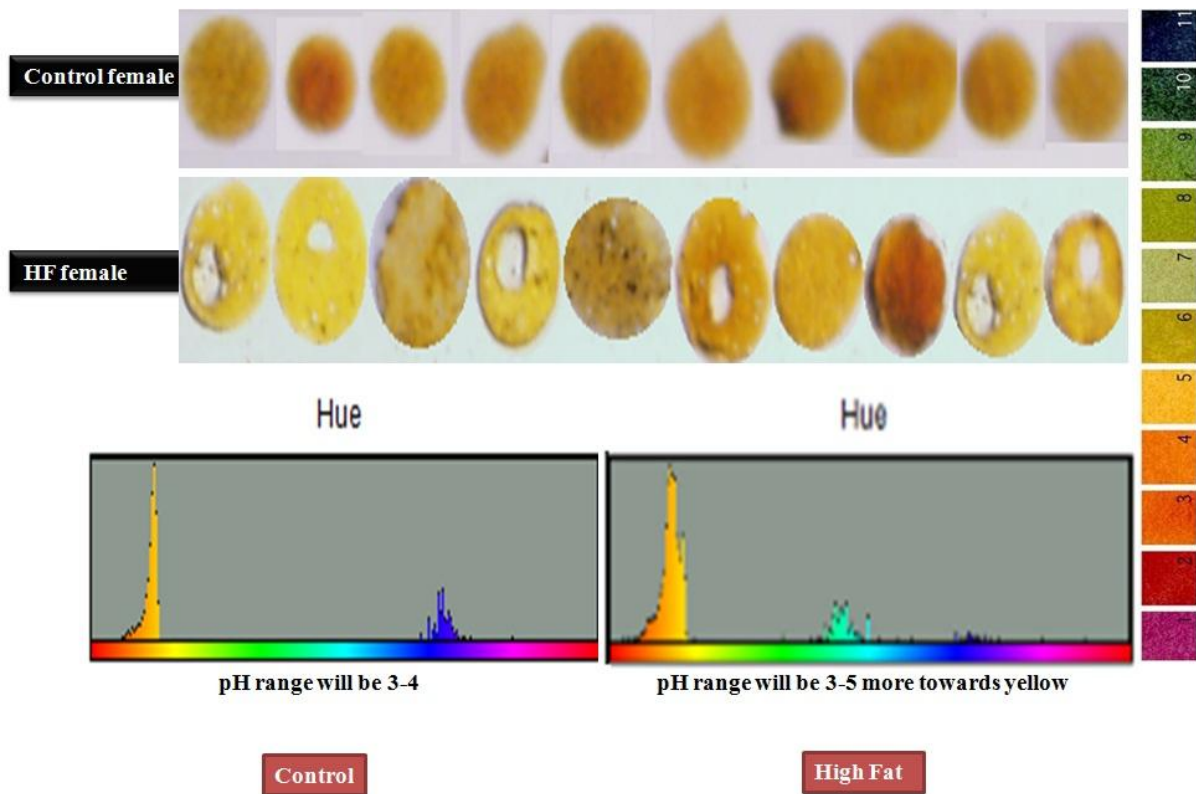 Control female
HF female
11
10
9
8
7
6
5
4
3
2
1
Hue
Hue
pH range will be 3-4
pH range will be 3-5 more towards yellow
Control
High Fat